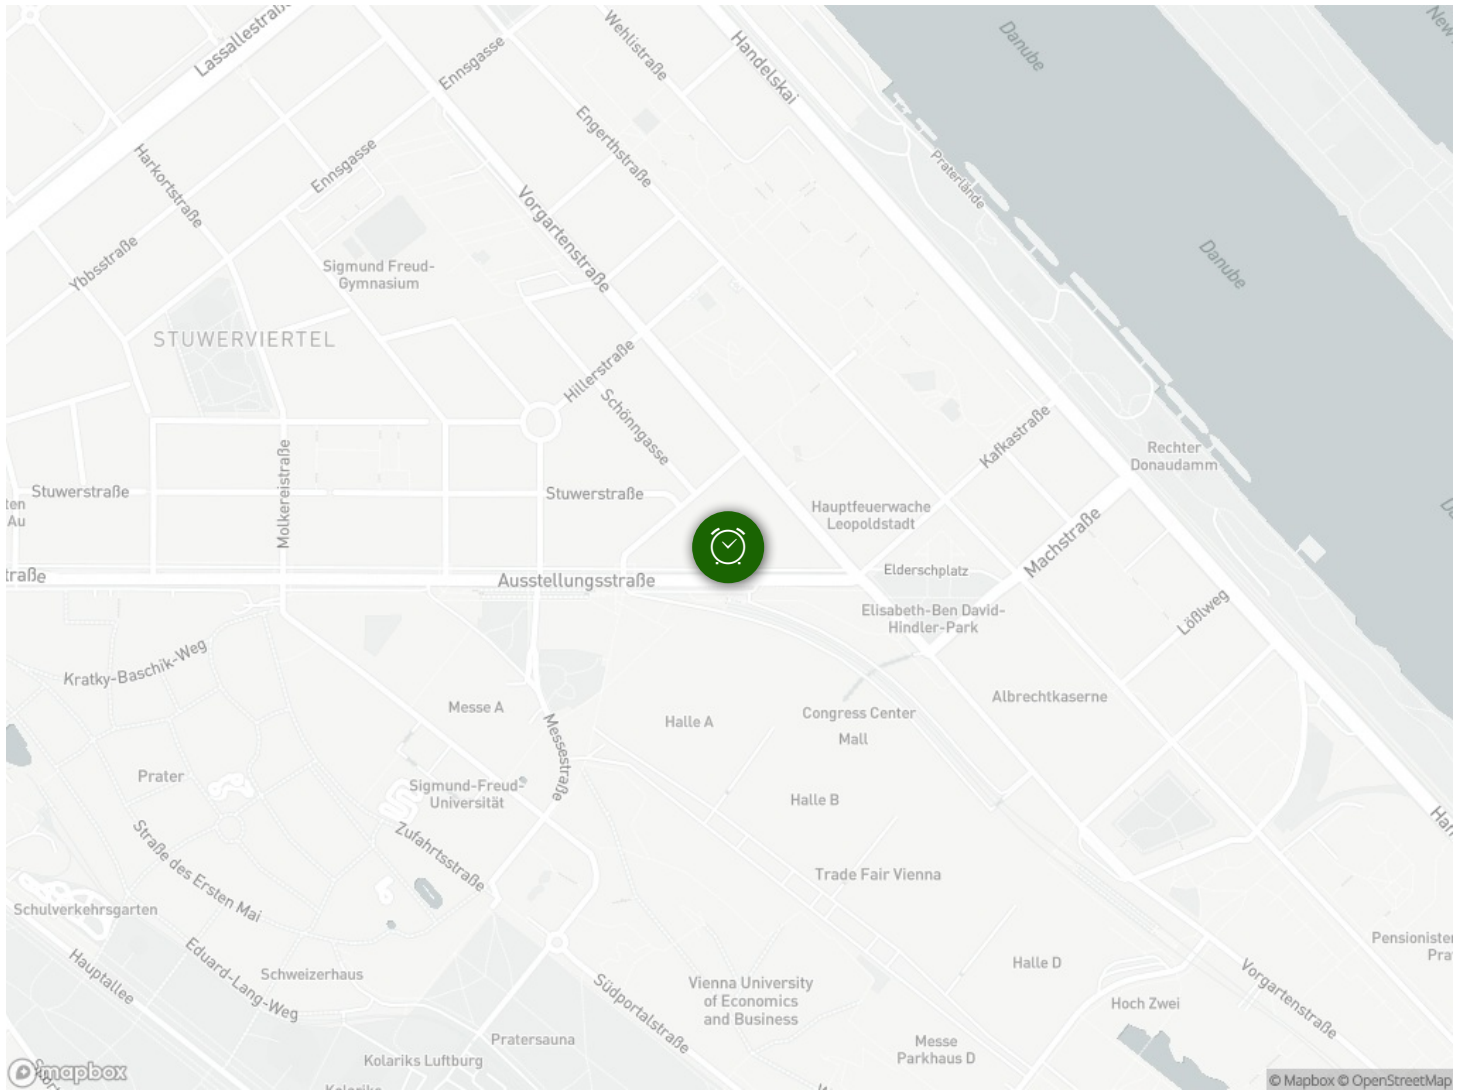 Lassallestraße
Ennsgasse
Wehlistraße
Handelskai
Danube
Harkortstraße
Ennsgasse
Engerthstraße
Praterlände
Vorgartenstraße
Ybbsstraße
Sigmund Freud-
Gymnasium
Danube
STUWERVIERTEL
Hillerstraße
Schönngasse
Kafkastraße
Rechter
Donaudamm
Molkereistraße
Stuwerstraße
Stuwerstraße
Au
Hauptfeuerwache
Leopoldstadt
Machstraße
traße
Ausstellungsstraße
Elderschplatz
Elisabeth-Ben David-
Hindler-Park
Lößlweg
Kratky-Baschik-Weg
Messe A
Halle A
Congress Center
Mall
Albrechtkaserne
Messestraße
Prater
Sigmund-Freud-
Universität
Halle B
Zufahrtsstraße
Straße des Ersten Mai
Trade Fair Vienna
Schulverkehrsgarten
Hauptallee
Eduard-Lang-Weg
Schweizerhaus
Südportalstraße
Vienna University
of Economics
and Business
Halle D
Hoch Zwei
Vorgartenstraße
Pratersauna
Kolariks Luftburg
Messe
Parkhaus D
mapbox
© Mapbox © OpenStreetMap